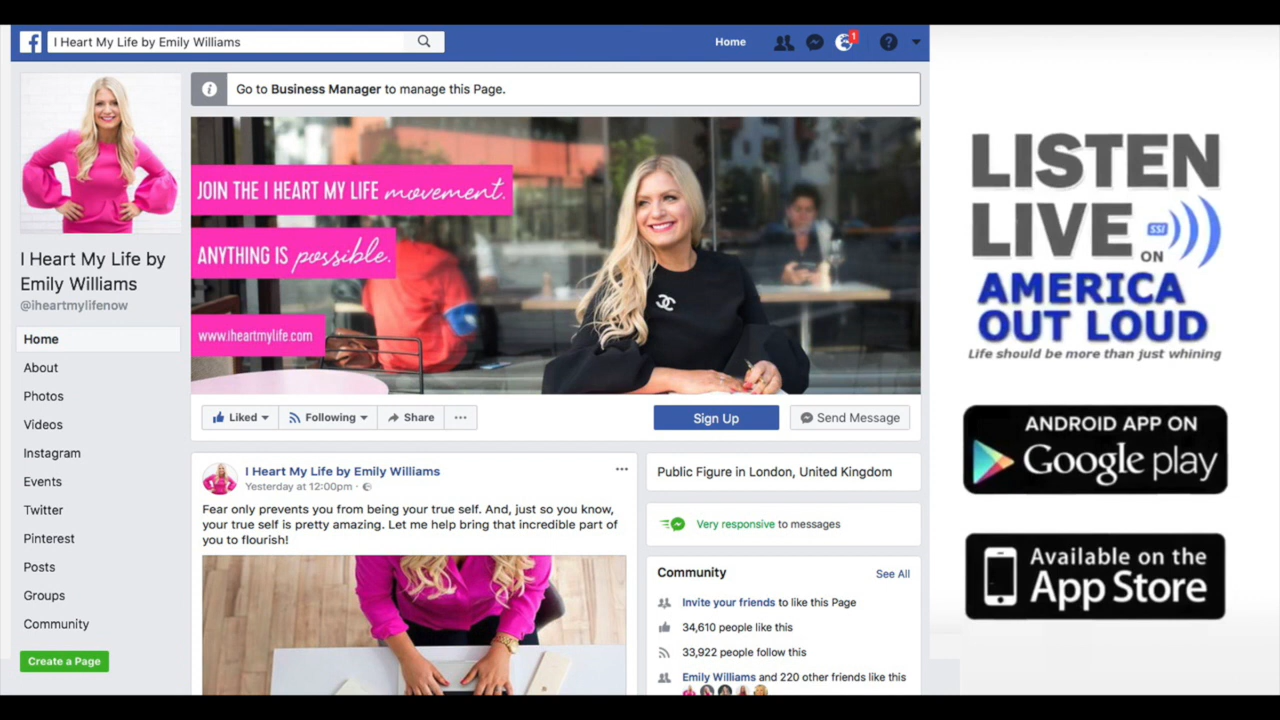 I Heart My Life by Emily Williams
Home
1
Go to Business Manager to manage this Page.
JOIN THE I HEART MY LIFE movement.
ANYTHING IS possible.
www.iheartmylife.com
I Heart My Life by
Emily Williams
@iheartmylifenow
Home
About
Photos
Videos
Instagram
Events
Twitter
Pinterest
Posts
Groups
Community
Create a Page
Liked
Following
Share
Sign Up
Send Message
I Heart My Life by Emily Williams
Yesterday at 12:00pm ·
Fear only prevents you from being your true self. And, just so you know,
your true self is pretty amazing. Let me help bring that incredible part of
you to flourish!
Public Figure in London, United Kingdom
Very responsive to messages
Community
See All
Invite your friends to like this Page
34,610 people like this
33,922 people follow this
Emily Williams and 220 other friends like this
LISTEN
LIVE
SSI
ON
AMERICA
OUT LOUD
Life should be more than just whining
ANDROID APP ON
Google play
Available on the
App Store